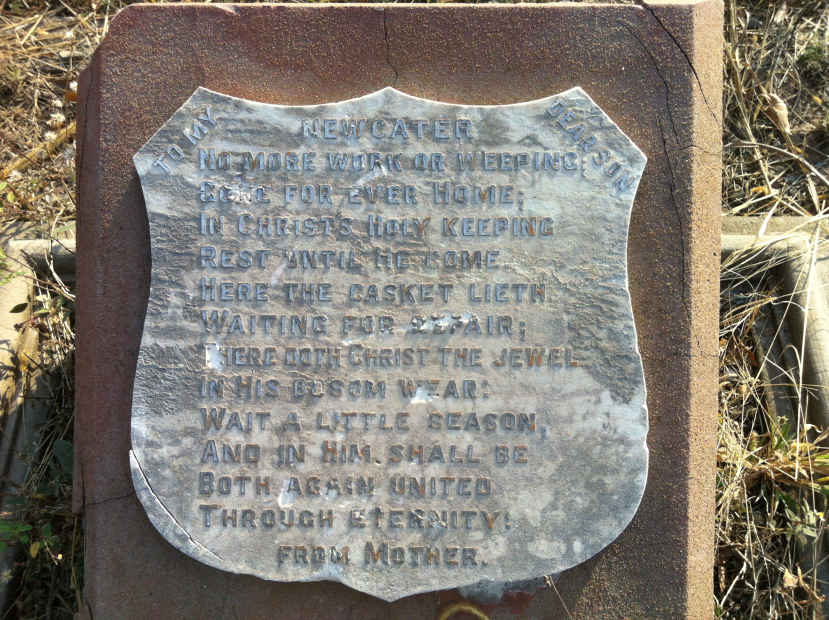 TO MY
NEWCATER
DEAR SON
NO MORE WORK OR WEEPING,
GONE FOR EVER HOME;
IN CHRIST'S HOLY KEEPING
REST UNTIL HE COME
HERE THE CASKET LIETH
WAITING FOR REPAIR;
THERE DOTH CHRIST THE JEWEL
IN HIS BOSOM WEAR:
WAIT A LITTLE SEASON,
AND IN HIM, SHALL BE
BOTH AGAIN UNITED
THROUGH ETERNITY:
FROM MOTHER.